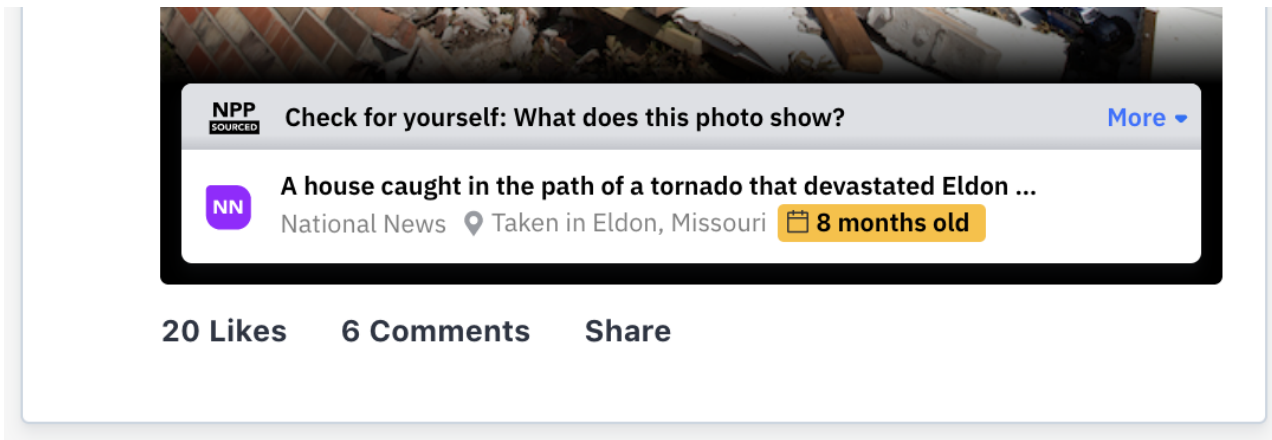 NPP
SOURCED
Check for yourself: What does this photo show?
More
NN
A house caught in the path of a tornado that devastated Eldon ...
National News Taken in Eldon, Missouri 8 months old
20 Likes 6 Comments Share